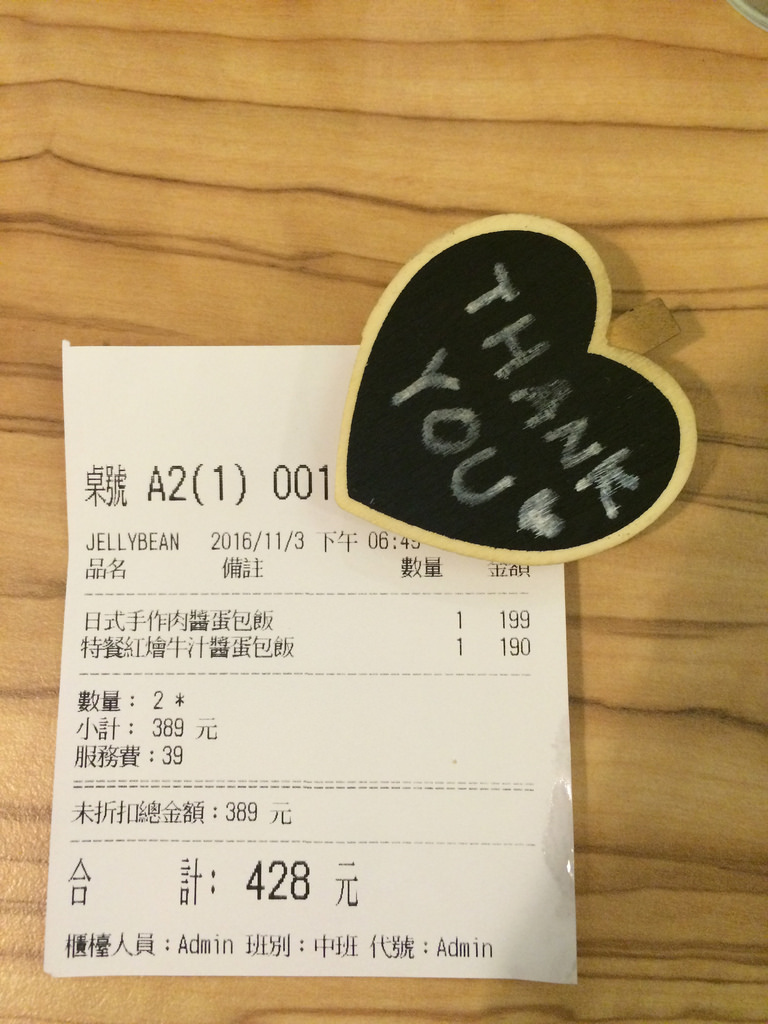 THANK
YOU
桌號 A2(1) 001
JELLYBEAN 2016/11/3 下午 06:45
品名 備註 數量 金額
日式手作肉醬蛋包飯 1 199
特餐紅燴牛汁醬蛋包飯 1 190
數量： 2 *
小計： 389 元
服務費：39
未折扣總金額：389 元
合 計： 428 元
櫃檯人員：Admin 班別：中班 代號：Admin